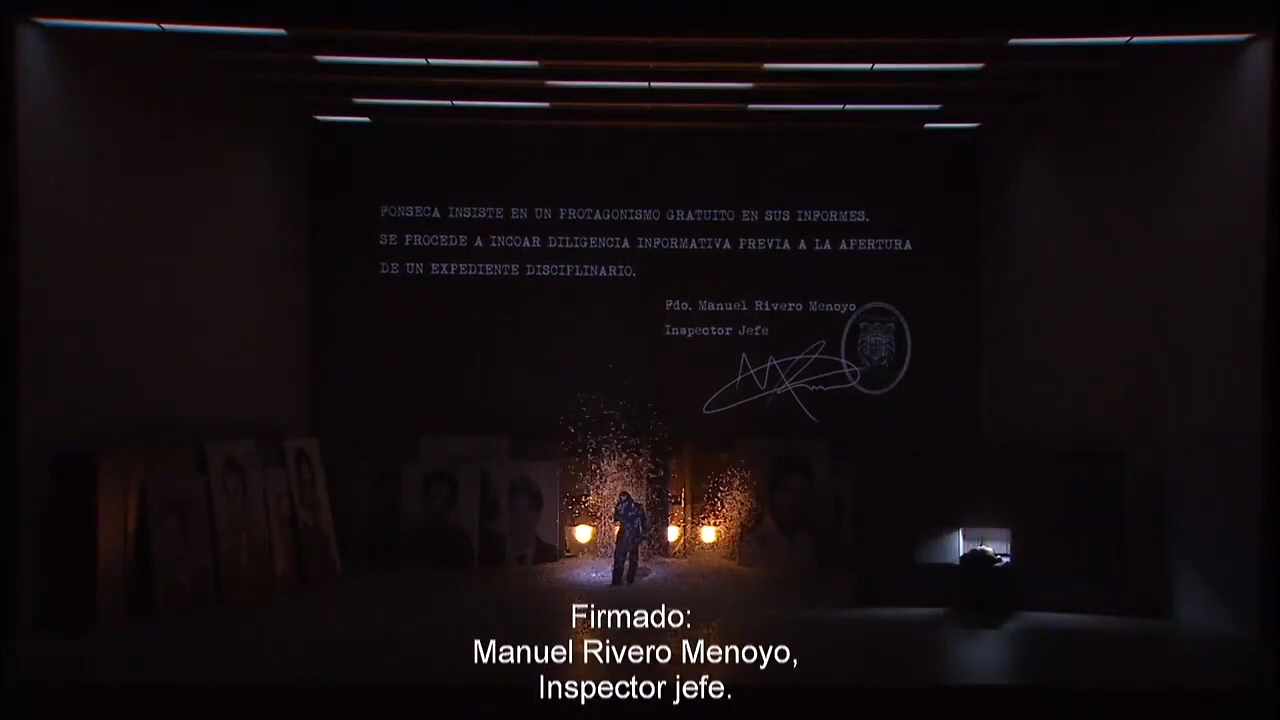 FONSECA INSISTE EN UN PROTAGONISMO GRATUITO EN SUS INFORMES.
SE PROCEDE A INCOAR DILIGENCIA INFORMATIVA PREVIA A LA APERTURA
DE UN EXPEDIENTE DISCIPLINARIO.
Fdo. Manuel Rivero Menoyo
Inspector Jefe
Firmado:
Manuel Rivero Menoyo,
Inspector jefe.